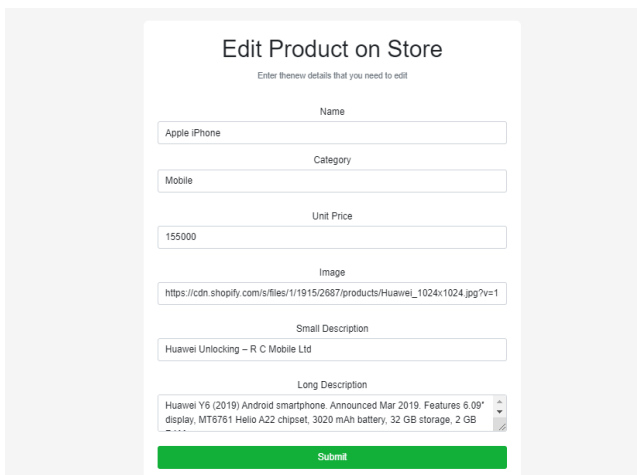 Edit Product on Store
Enter thenew details that you need to edit
Name
Apple iPhone
Category
Mobile
Unit Price
155000
Image
https://cdn.shopify.com/s/files/1/1915/2687/products/Huawei_1024x1024.jpg?v=1
Small Description
Huawei Unlocking – R C Mobile Ltd
Long Description
Huawei Y6 (2019) Android smartphone. Announced Mar 2019. Features 6.09″
display, MT6761 Helio A22 chipset, 3020 mAh battery, 32 GB storage, 2 GB
Submit